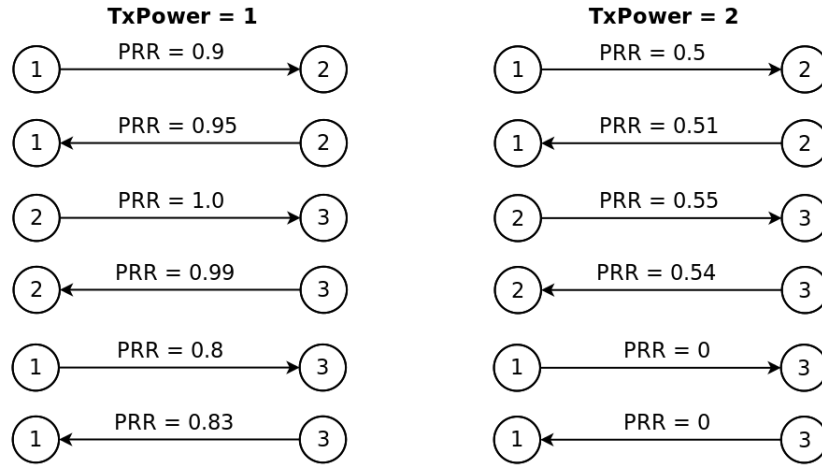 TxPower = 1
PRR = 0.9
1 2
PRR = 0.95
1 2
PRR = 1.0
2 3
PRR = 0.99
2 3
PRR = 0.8
1 3
PRR = 0.83
1 3
TxPower = 2
PRR = 0.5
1 2
PRR = 0.51
1 2
PRR = 0.55
2 3
PRR = 0.54
2 3
PRR = 0
1 3
PRR = 0
1 3